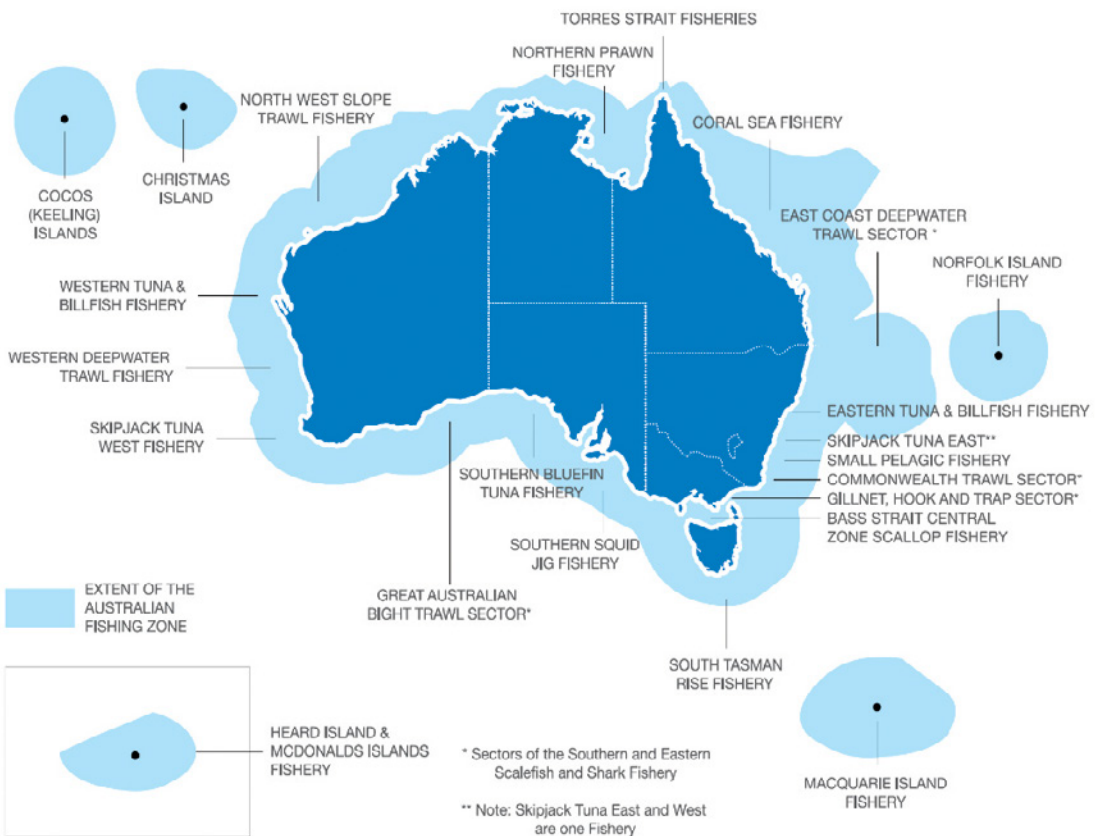 TORRES STRAIT FISHERIES
NORTHERN PRAWN
FISHERY
NORTH WEST SLOPE
TRAWL FISHERY
CORAL SEA FISHERY
CHRISTMAS
ISLAND
COCOS
(KEELING)
ISLANDS
EAST COAST DEEPWATER
TRAWL SECTOR *
NORFOLK ISLAND
FISHERY
WESTERN TUNA &
BILLFISH FISHERY
WESTERN DEEPWATER
TRAWL FISHERY
SKIPJACK TUNA
WEST FISHERY
EASTERN TUNA & BILLFISH FISHERY
SKIPJACK TUNA EAST**
SMALL PELAGIC FISHERY
COMMONWEALTH TRAWL SECTOR*
GILLNET, HOOK AND TRAP SECTOR*
BASS STRAIT CENTRAL
ZONE SCALLOP FISHERY
SOUTHERN BLUEFIN
TUNA FISHERY
SOUTHERN SQUID
JIG FISHERY
GREAT AUSTRALIAN
BIGHT TRAWL SECTOR*
EXTENT OF THE
AUSTRALIAN
FISHING ZONE
SOUTH TASMAN
RISE FISHERY
HEARD ISLAND &
MCDONALDS ISLANDS
FISHERY
* Sectors of the Southern and Eastern
Scalefish and Shark Fishery
** Note: Skipjack Tuna East and West
are one Fishery
MACQUARIE ISLAND
FISHERY